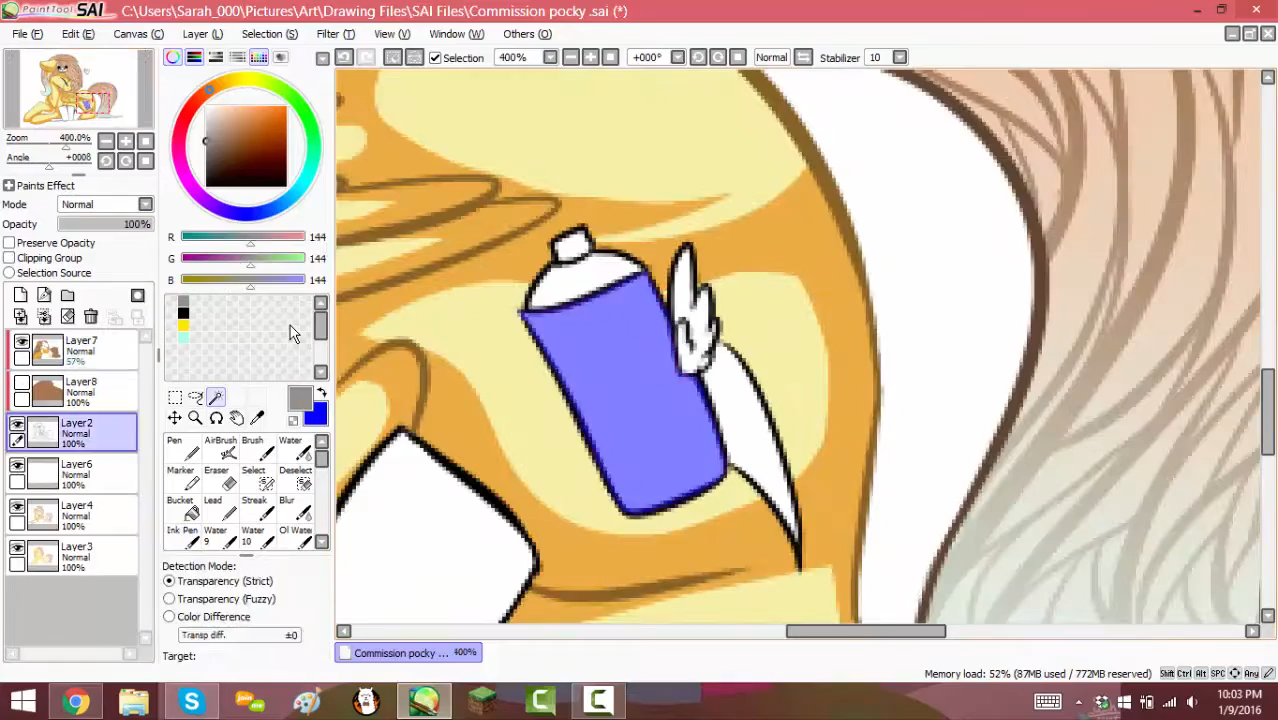 PaintTool SAI C:\Users\Sarah_000\Pictures\Art\Drawing Files\SAI Files\Commission pocky .sai (*)
File (F) Edit (E) Canvas (C) Layer (L) Selection (S) Filter (T) View (V) Window (W) Others (O)
Selection 400% +000° Normal Stabilizer 10
Zoom 400.0%
Angle +000δ
Paints Effect
Mode Normal
Opacity 100%
Preserve Opacity
Clipping Group
Selection Source
R 144
G 144
B 144
Layer7
Normal
57%
Layer8
Normal
100%
Layer2
Normal
100%
Layer6
Normal
100%
Layer4
Normal
100%
Layer3
Normal
100%
Pen AirBrush Brush Water
Marker Eraser Select Deselect
Bucket Lead Streak Blur
Ink Pen Water 9 Water 10 Oil Water
Detection Mode:
Transparency (Strict)
Transparency (Fuzzy)
Color Difference
Transp diff. ±0
Target:
Commission pocky ... 400%
Memory load: 52% (87MB used / 772MB reserved) Shift Ctrl Alt SPC Any
join.me
10:03 PM
1/9/2016